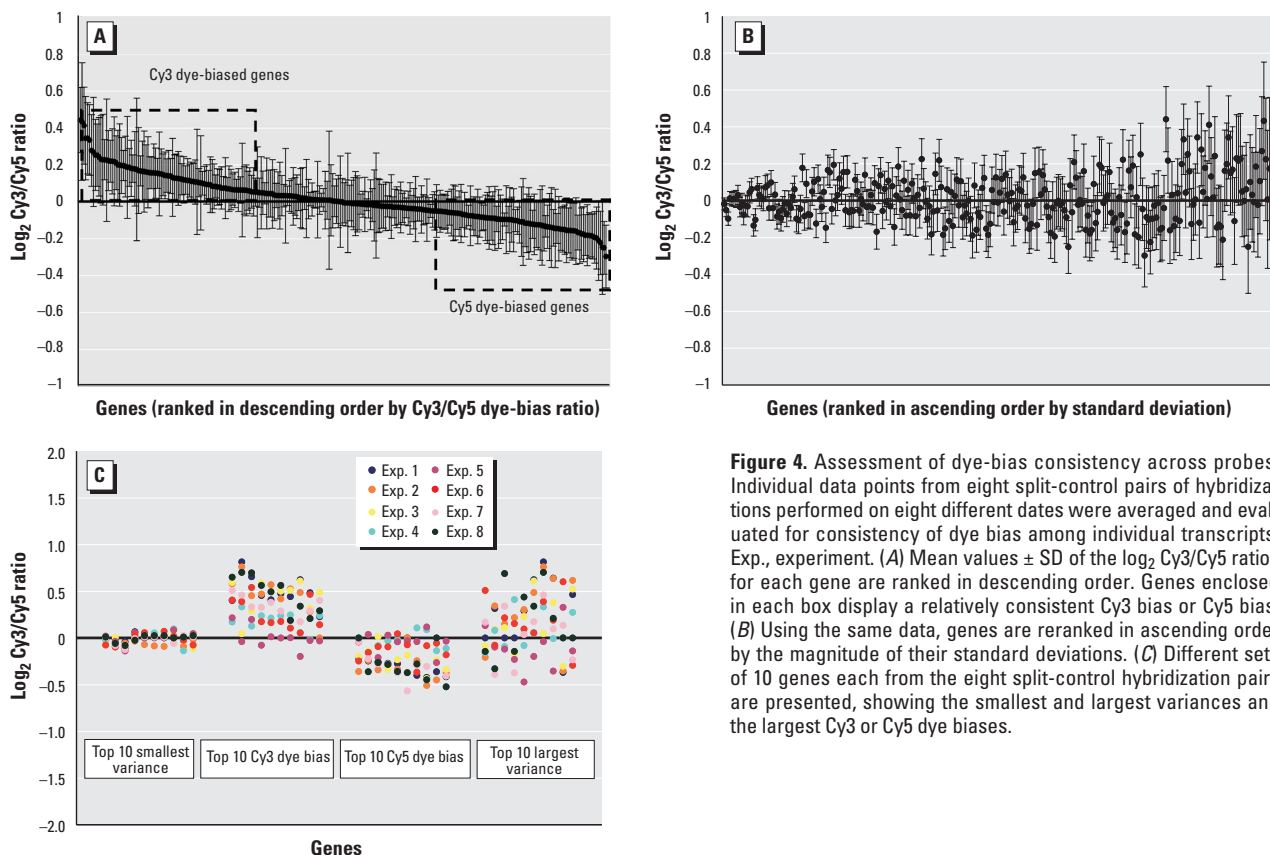 A
Cy3 dye-biased genes
Cy5 dye-biased genes
1
0.8
0.6
0.4
0.2
0
–0.2
–0.4
–0.6
–0.8
–1
Log2 Cy3/Cy5 ratio
Genes (ranked in descending order by Cy3/Cy5 dye-bias ratio)
B
1
0.8
0.6
0.4
0.2
0
–0.2
–0.4
–0.6
–0.8
–1
Log2 Cy3/Cy5 ratio
Genes (ranked in ascending order by standard deviation)
C
2.0
1.5
1.0
0.5
0
–0.5
–1.0
–1.5
–2.0
Log2 Cy3/Cy5 ratio
Exp. 1 Exp. 5
Exp. 2 Exp. 6
Exp. 3 Exp. 7
Exp. 4 Exp. 8
Top 10 smallest
variance
Top 10 Cy3 dye bias
Top 10 Cy5 dye bias
Top 10 largest
variance
Genes
Figure 4. Assessment of dye-bias consistency across probes
Individual data points from eight split-control pairs of hybridiza
tions performed on eight different dates were averaged and eval
uated for consistency of dye bias among individual transcripts
Exp., experiment. (A) Mean values ± SD of the log2 Cy3/Cy5 ratio
for each gene are ranked in descending order. Genes enclose
in each box display a relatively consistent Cy3 bias or Cy5 bias
(B) Using the same data, genes are reranked in ascending orde
by the magnitude of their standard deviations. (C) Different set
of 10 genes each from the eight split-control hybridization pair
are presented, showing the smallest and largest variances an
the largest Cy3 or Cy5 dye biases.